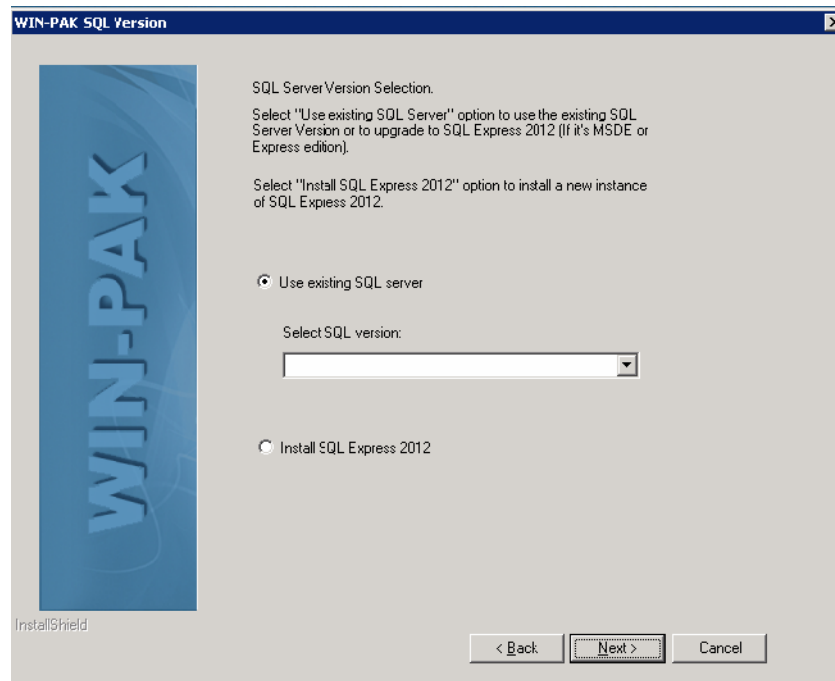 WIN-PAK SQL Version
WIN-PAK
SQL Server Version Selection.
Select "Use existing SQL Server" option to use the existing SQL
Server Version or to upgrade to SQL Express 2012 (If it's MSDE or
Express edition).
Select "Install SQL Express 2012" option to install a new instance
of SQL Express 2012.
Use existing SQL server
Select SQL version:
Install SQL Express 2012
InstallShield
< Back
Next >
Cancel